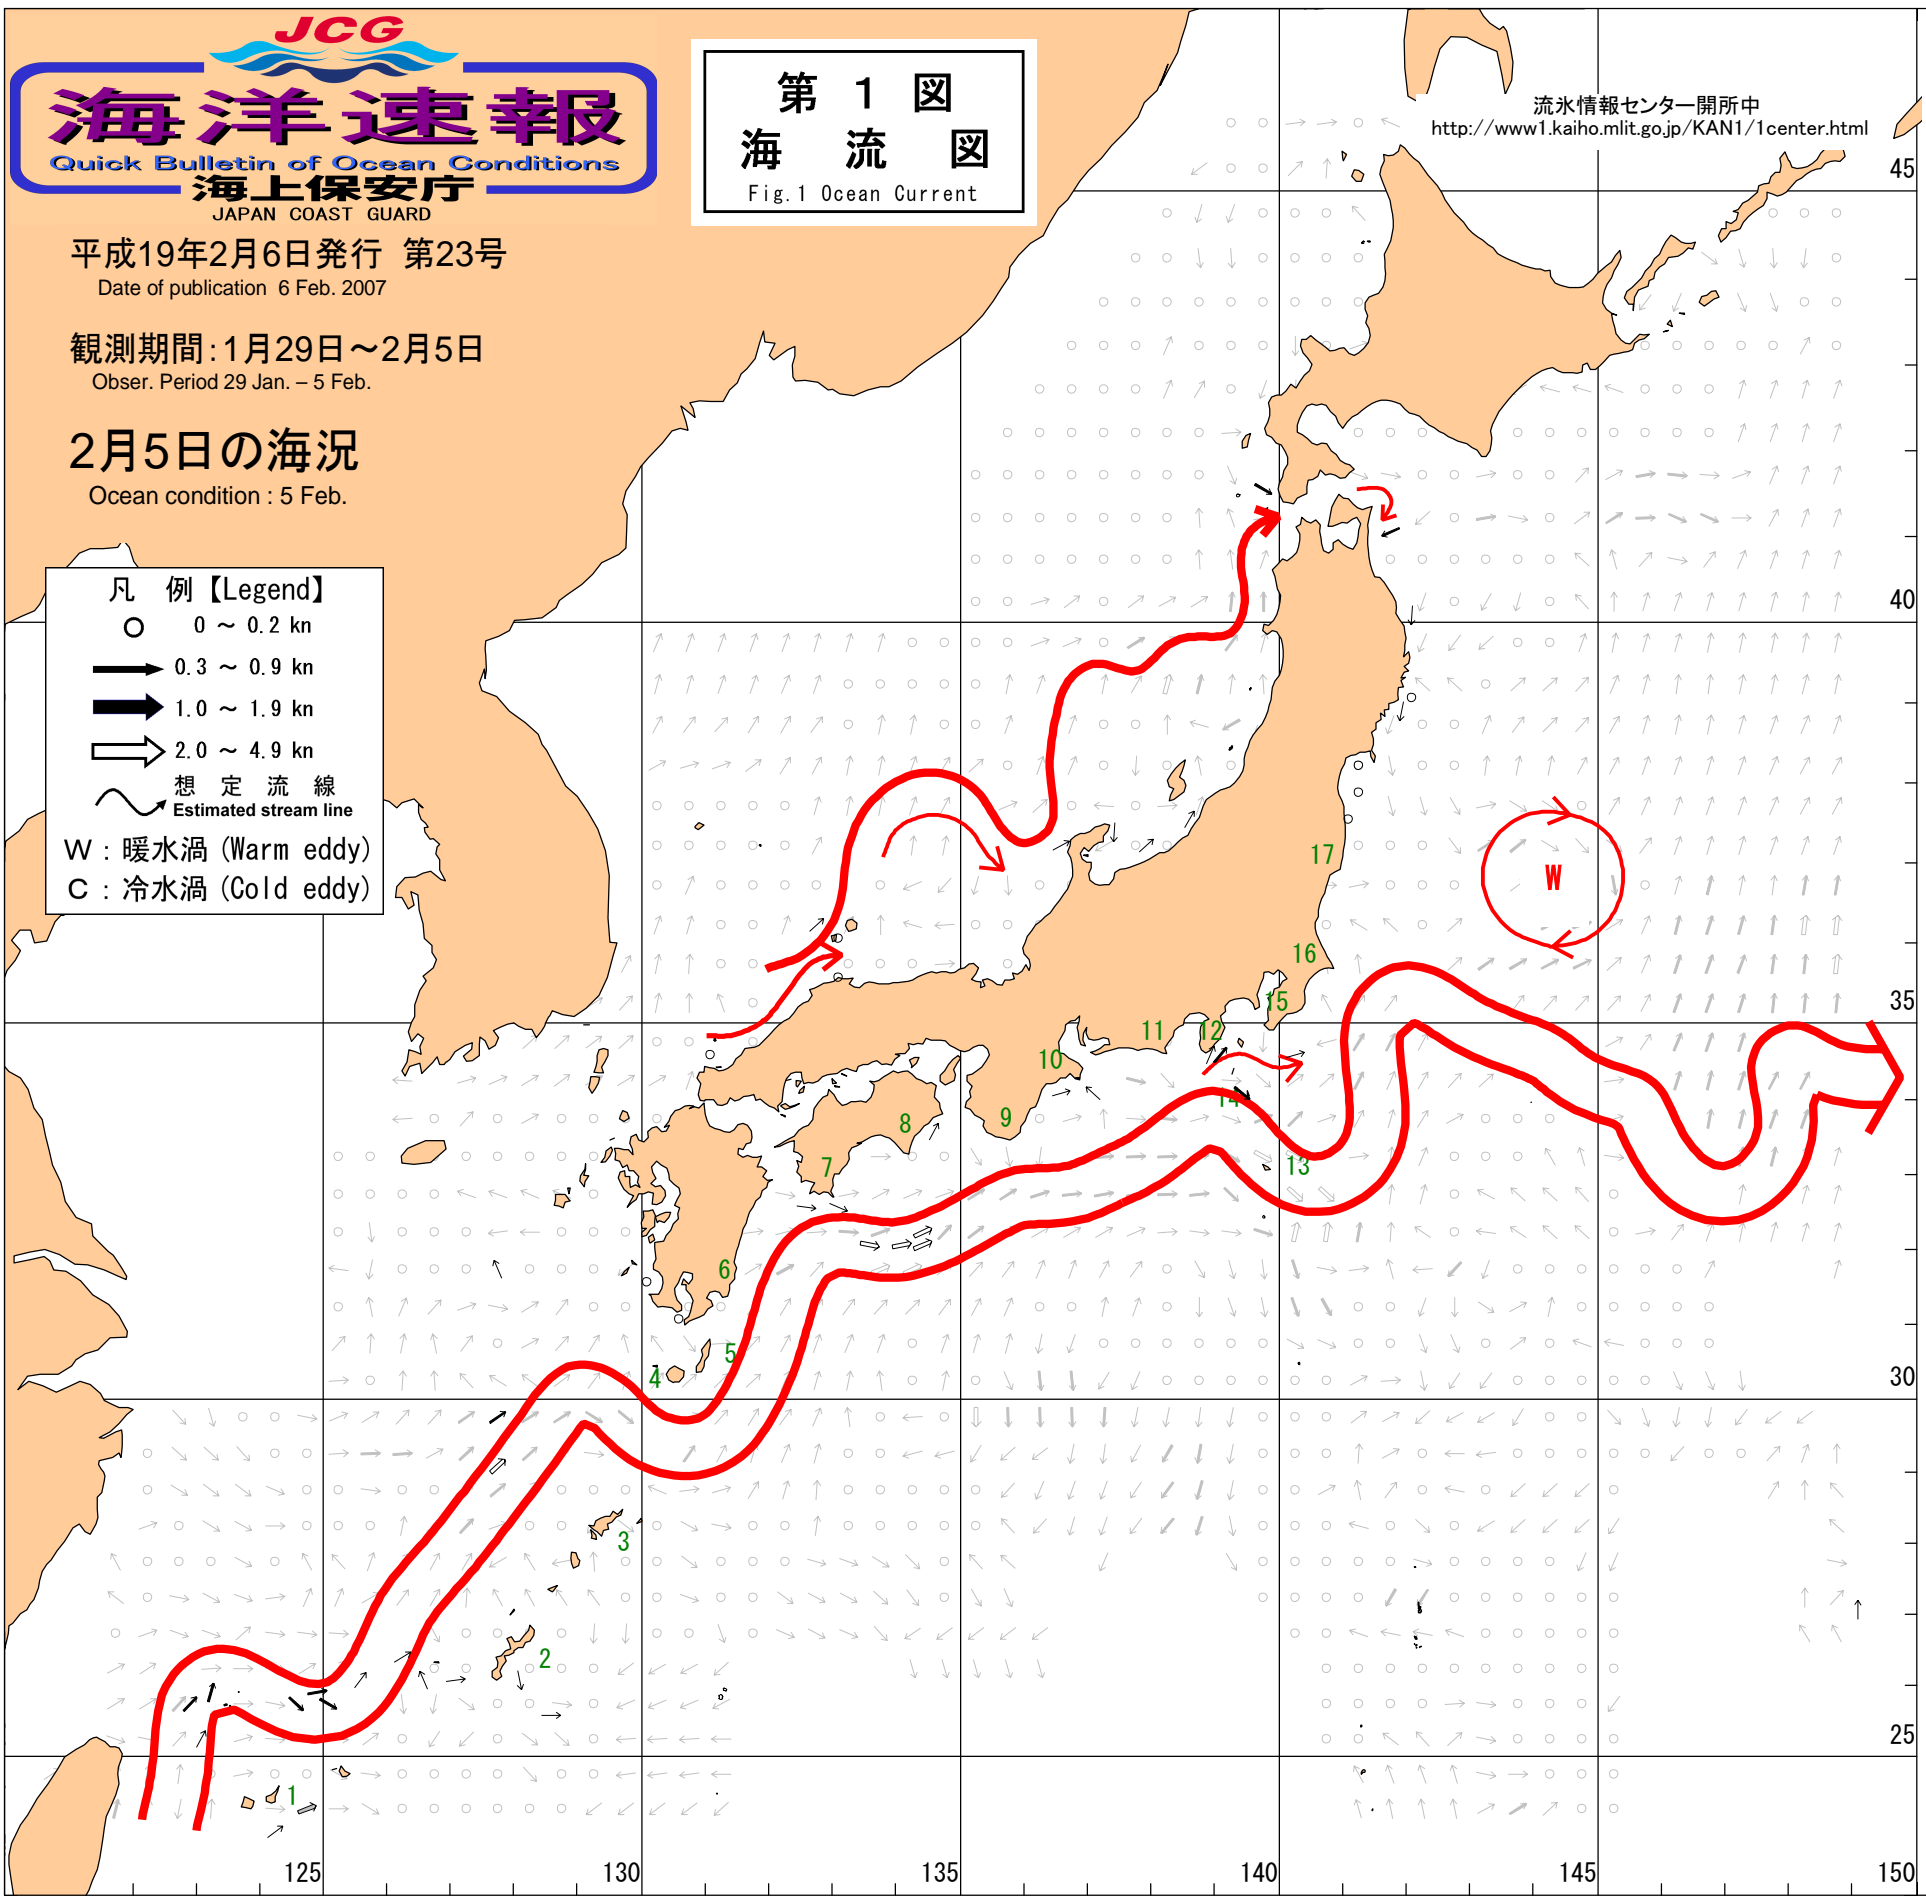 JCG
海洋速報
Quick Bulletin of Ocean Conditions
海上保安庁
JAPAN COAST GUARD
平成19年2月6日発行 第23号
Date of publication 6 Feb. 2007
観測期間:1月29日~2月5日
Obser. Period 29 Jan. – 5 Feb.
2月5日の海況
Ocean condition : 5 Feb.
第 1 図
海 流 図
Fig.1 Ocean Current
流氷情報センター開所中
http://www1.kaiho.mlit.go.jp/KAN1/1center.html
凡 例【Legend】
0 ~ 0.2 kn
0.3 ~ 0.9 kn
1.0 ~ 1.9 kn
2.0 ~ 4.9 kn
想 定 流 線
Estimated stream line
W : 暖水渦 (Warm eddy)
C : 冷水渦 (Cold eddy)
45
40
35
30
25
W
17
16
15
12
11
10
9
8
7
14
13
6
5
4
3
2
1
125
130
135
140
145
150